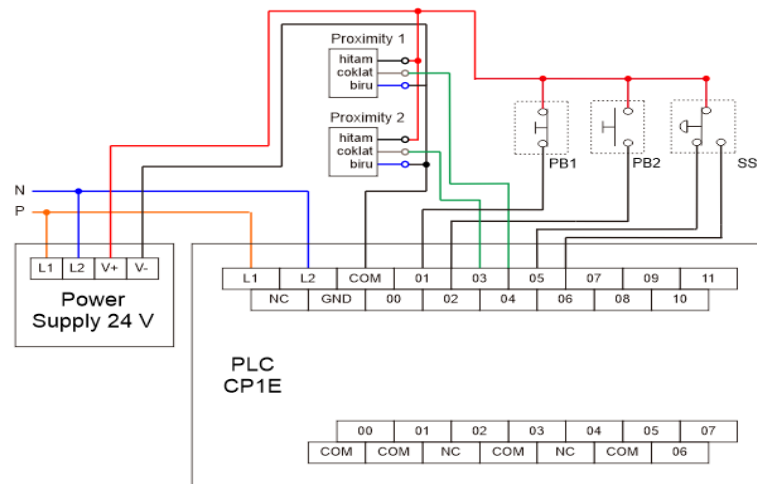 Proximity 1
hitam
coklat
biru
Proximity 2
hitam
coklat
biru
PB1
PB2
SS
N
P
L1 L2 V+ V-
Power
Supply 24 V
L1 L2 COM 01 03 05 07 09 11
NC GND 00 02 04 06 08 10
PLC
CP1E
00 01 02 03 04 05 07
COM COM NC COM NC COM 06